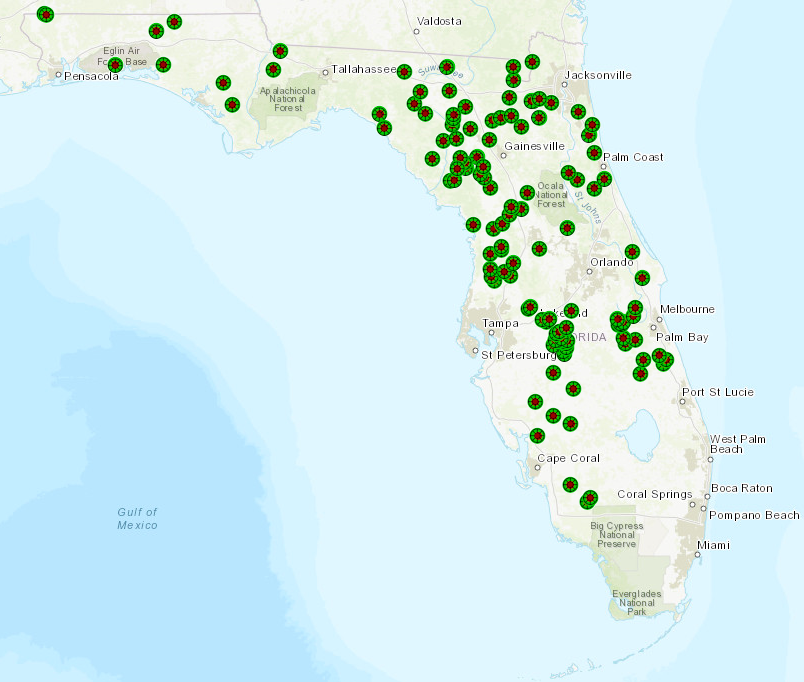 Valdosta
Eglin Air
Force Base
Pensacola
Tallahassee
Jacksonville
Apalachicola
National
Forest
Gainesville
Palm Coast
Ocala
National
Forest
St Johns
Orlando
Melbourne
Tampa
Palm Bay
St Petersburg
Port St Lucie
West Palm
Beach
Cape Coral
Boca Raton
Coral Springs
Pompano Beach
Gulf of
Mexico
Big Cypress
National
Preserve
Miami
Everglades
National
Park